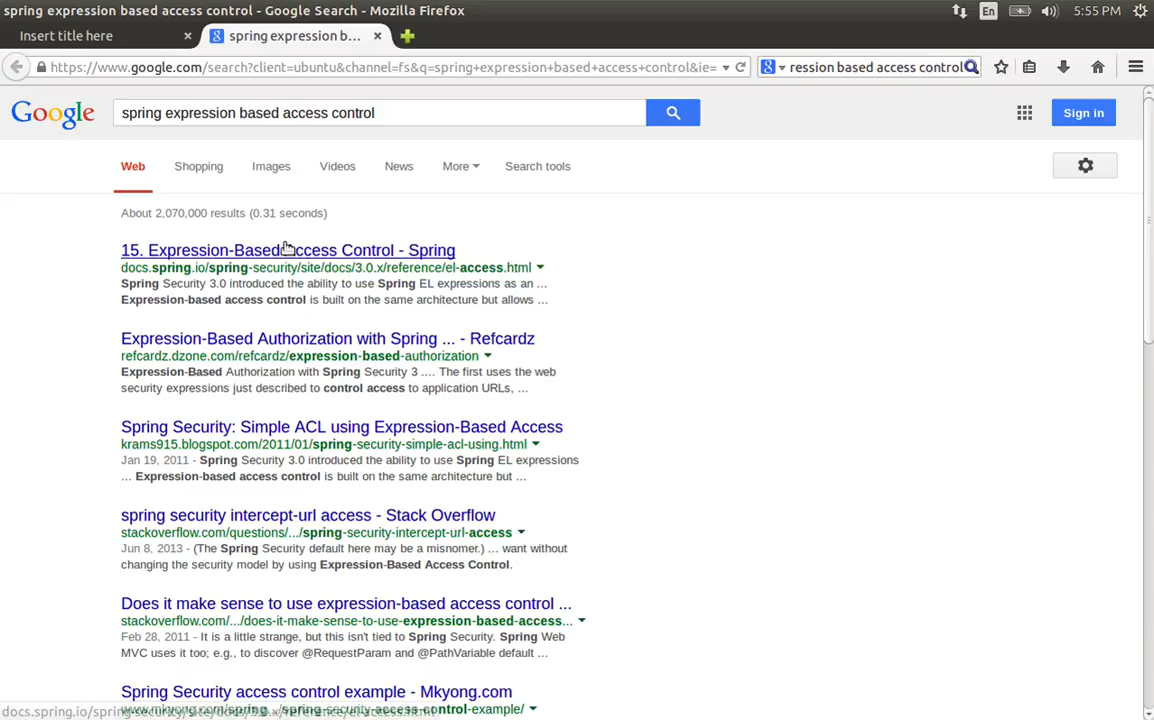 spring expression based access control - Google Search - Mozilla Firefox
En
5:55 PM
Insert title here
spring expression b...
https://www.google.com/search?client=ubuntu&channel=fs&q=spring+expression+based+access+control&ie=
ression based access control
Google
spring expression based access control
Sign in
Web Shopping Images Videos News More Search tools
About 2,070,000 results (0.31 seconds)
15. Expression-Based Access Control - Spring
docs.spring.io/spring-security/site/docs/3.0.x/reference/el-access.html
Spring Security 3.0 introduced the ability to use Spring EL expressions as an ...
Expression-based access control is built on the same architecture but allows ...
Expression-Based Authorization with Spring ... - Refcardz
refcardz.dzone.com/refcardz/expression-based-authorization
Expression-Based Authorization with Spring Security 3 .... The first uses the web
security expressions just described to control access to application URLs, ...
Spring Security: Simple ACL using Expression-Based Access
krams915.blogspot.com/2011/01/spring-security-simple-acl-using.html
Jan 19, 2011 - Spring Security 3.0 introduced the ability to use Spring EL expressions
... Expression-based access control is built on the same architecture but ...
spring security intercept-url access - Stack Overflow
stackoverflow.com/questions/.../spring-security-intercept-url-access
Jun 8, 2013 - (The Spring Security default here may be a misnomer.) ... want without
changing the security model by using Expression-Based Access Control.
Does it make sense to use expression-based access control ...
stackoverflow.com/.../does-it-make-sense-to-use-expression-based-access...
Feb 28, 2011 - It is a little strange, but this isn't tied to Spring Security. Spring Web
MVC uses it too; e.g., to discover @RequestParam and @PathVariable default ...
Spring Security access control example - Mkyong.com
www.mkyong.com/spring.../spring-security-access-control-example/
docs.spring.io/spring-security/site/docs/3.0.x/reference/el-access.html